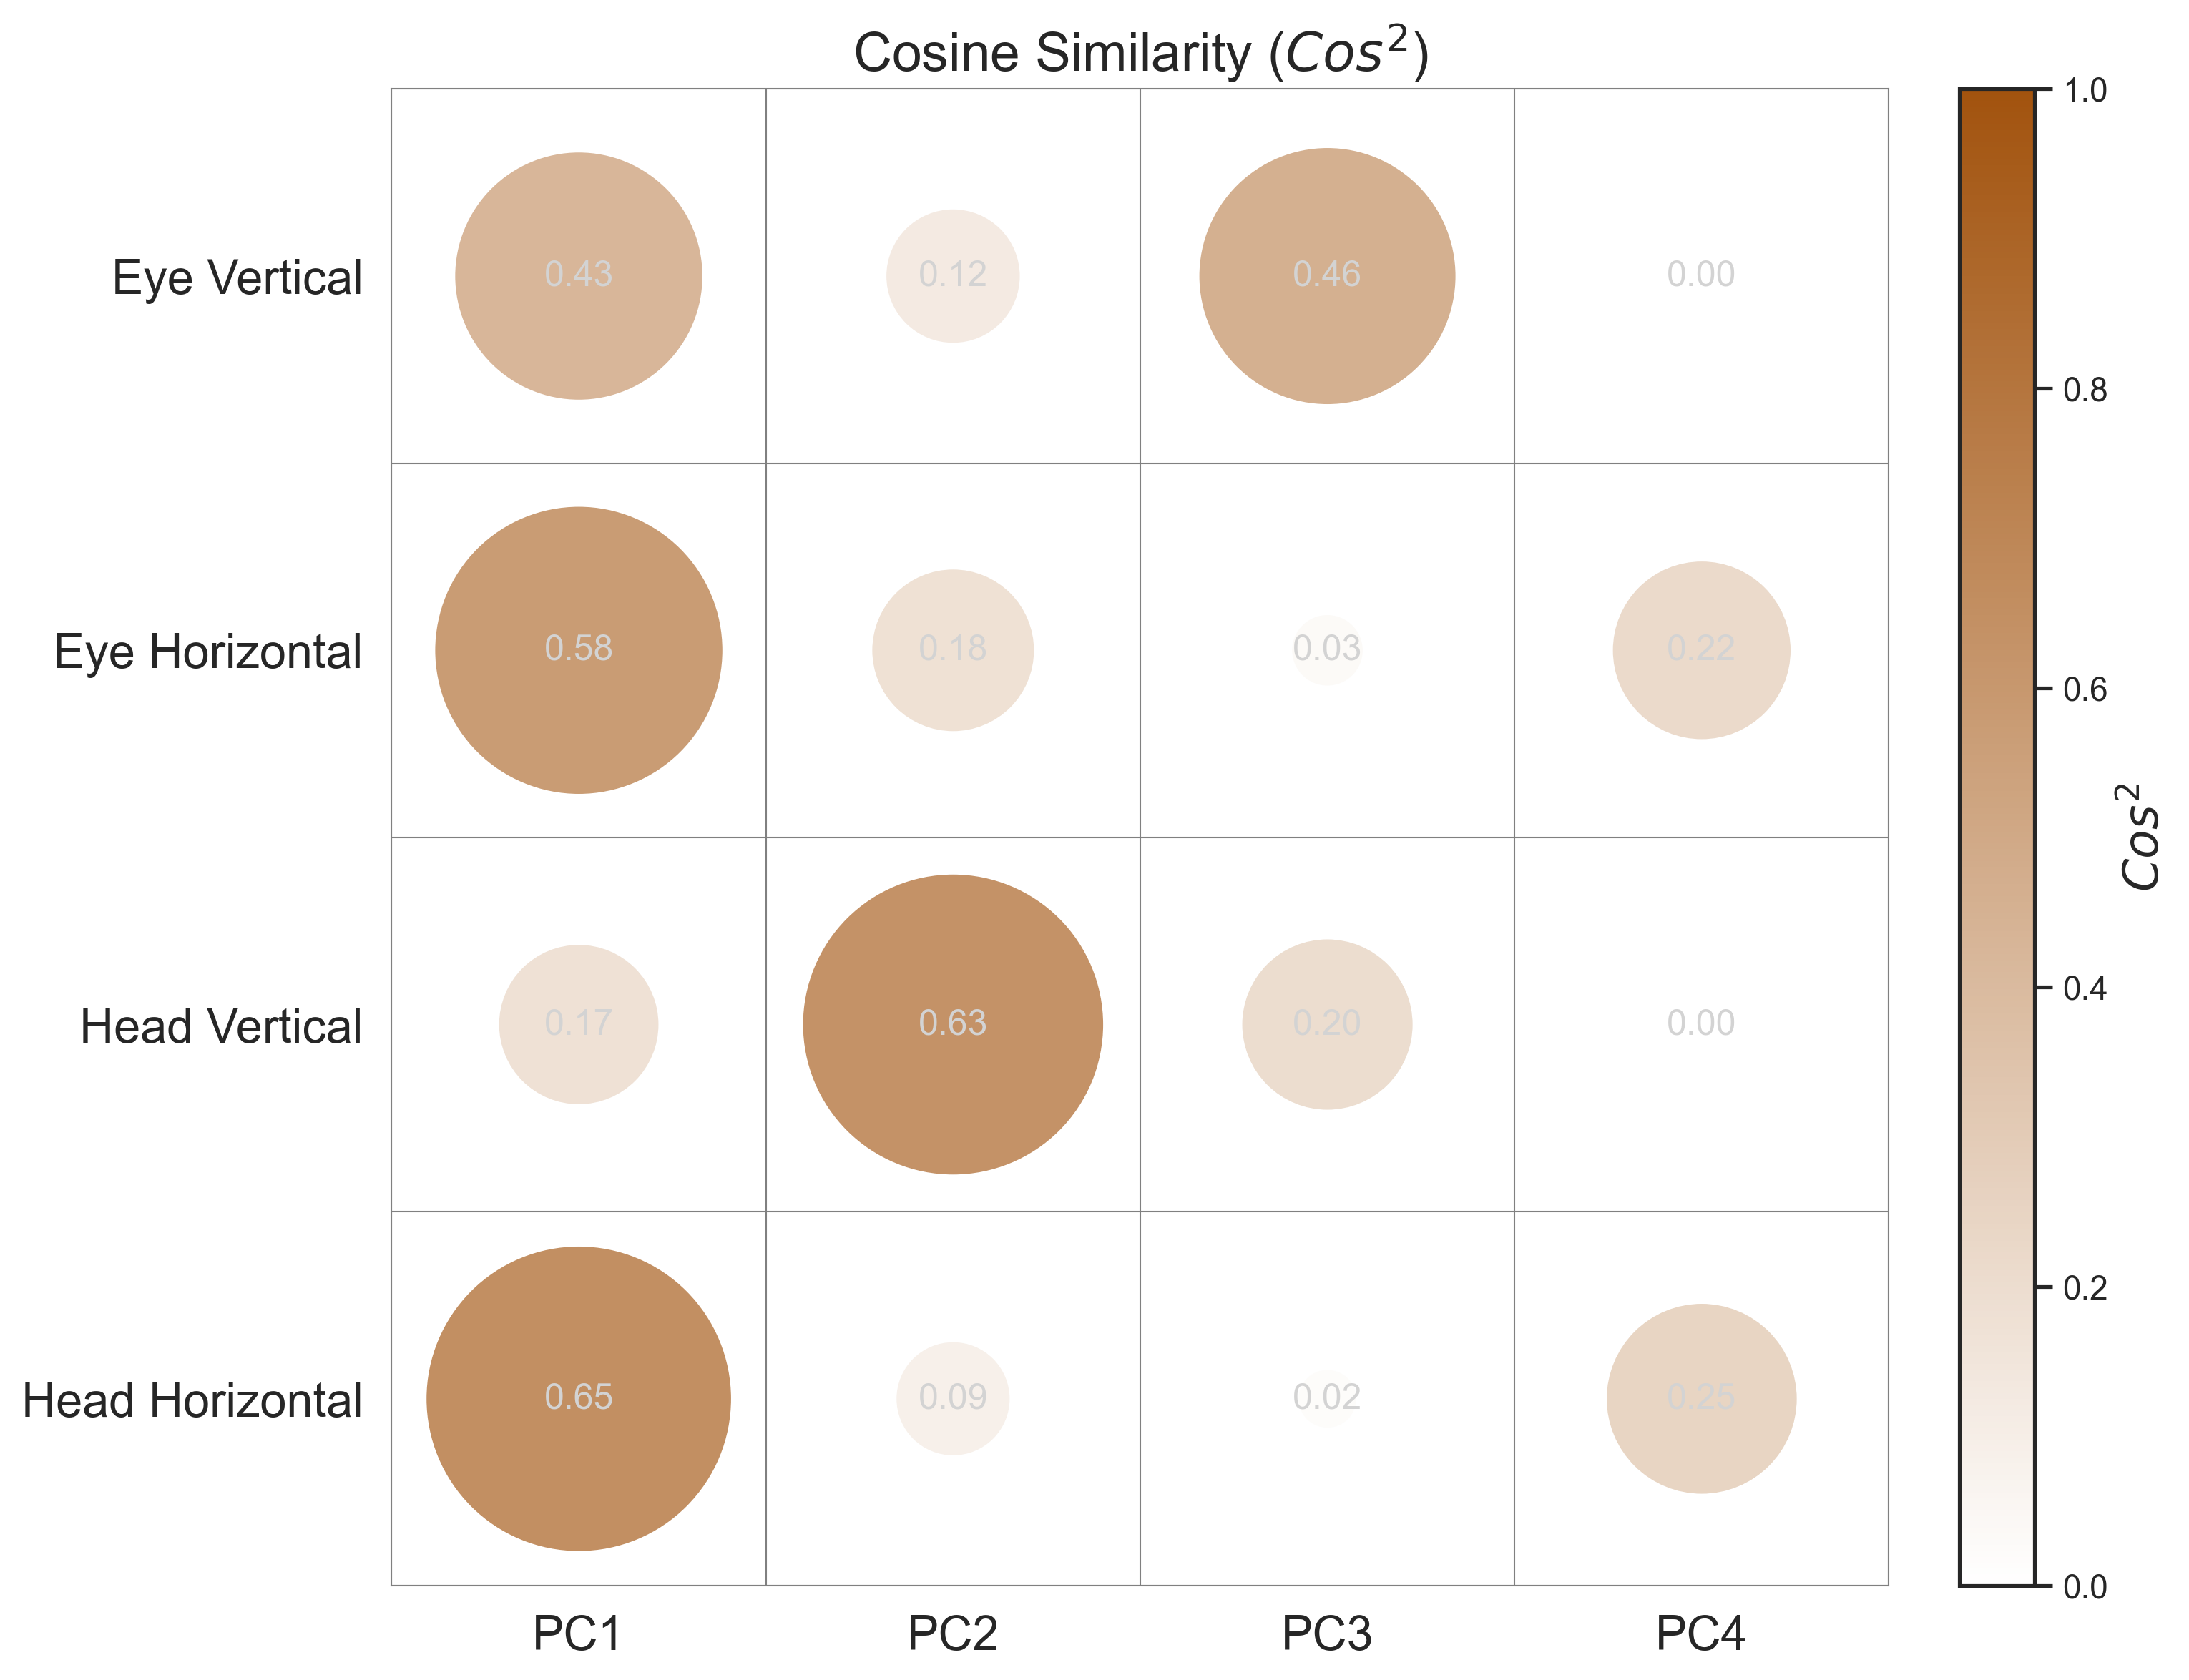 Cosine Similarity (Cos²)
Eye Vertical
0.43
0.12
0.46
0.00
Eye Horizontal
0.58
0.18
0.03
0.22
Head Vertical
0.17
0.63
0.20
0.00
Head Horizontal
0.65
0.09
0.02
0.25
PC1
PC2
PC3
PC4
1.0
0.8
0.6
0.4
0.2
0.0
Cos²